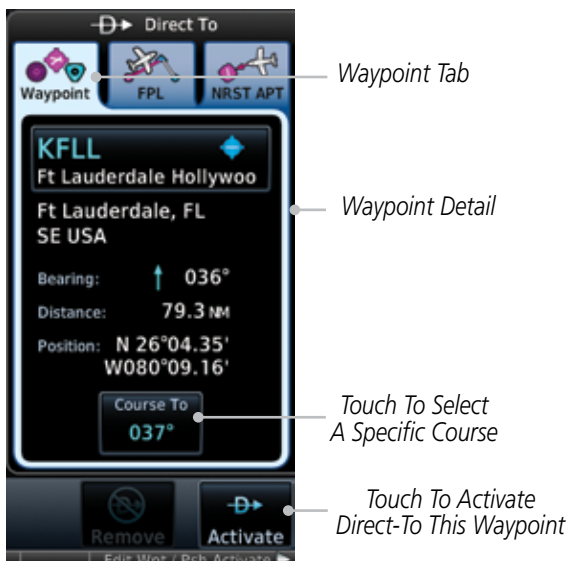 Direct To
Waypoint
FPL
NRST APT
Waypoint Tab
KFLL
Ft Lauderdale Hollywoo
Ft Lauderdale, FL
SE USA
Waypoint Detail
Bearing: 036°
Distance: 79.3 NM
Position: N 26°04.35'
W080°09.16'
Course To
037°
Touch To Select
A Specific Course
Remove
Activate
Touch To Activate
Direct-To This Waypoint
Edit Wpt / Psh Activate